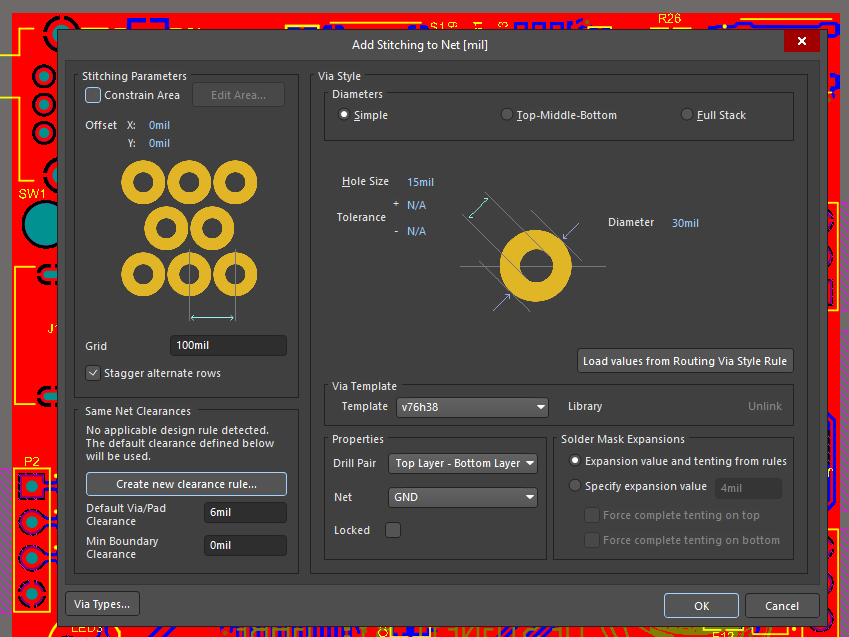 R26
Add Stitching to Net [mil]
Stitching Parameters
Constrain Area
Edit Area...
Offset X: 0mil
Y: 0mil
Grid
100mil
Stagger alternate rows
Same Net Clearances
No applicable design rule detected.
The default clearance defined below
will be used.
Create new clearance rule...
Default Via/Pad
Clearance
6mil
Min Boundary
Clearance
0mil
Via Style
Diameters
Simple
Top-Middle-Bottom
Full Stack
Hole Size 15mil
Tolerance
+ N/A
- N/A
Diameter 30mil
Load values from Routing Via Style Rule
Via Template
Template v76h38
Library
Unlink
Properties
Drill Pair Top Layer - Bottom Layer
Net GND
Locked
Solder Mask Expansions
Expansion value and tenting from rules
Specify expansion value 4mil
Force complete tenting on top
Force complete tenting on bottom
Via Types...
OK
Cancel
SW1
P2
LED3